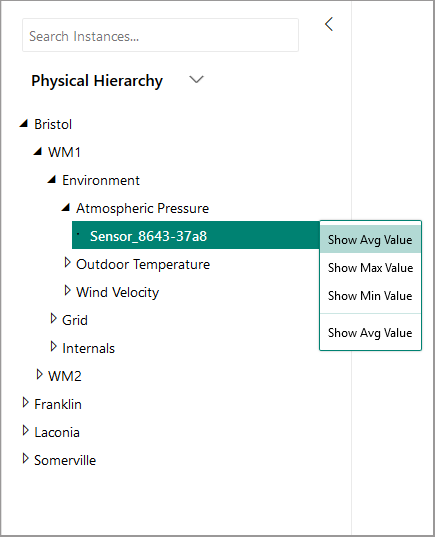 Search Instances...
Physical Hierarchy
Bristol
WM1
Environment
Atmospheric Pressure
Sensor_8643-37a8
Outdoor Temperature
Wind Velocity
Grid
Internals
WM2
Franklin
Laconia
Somerville
Show Avg Value
Show Max Value
Show Min Value
Show Avg Value